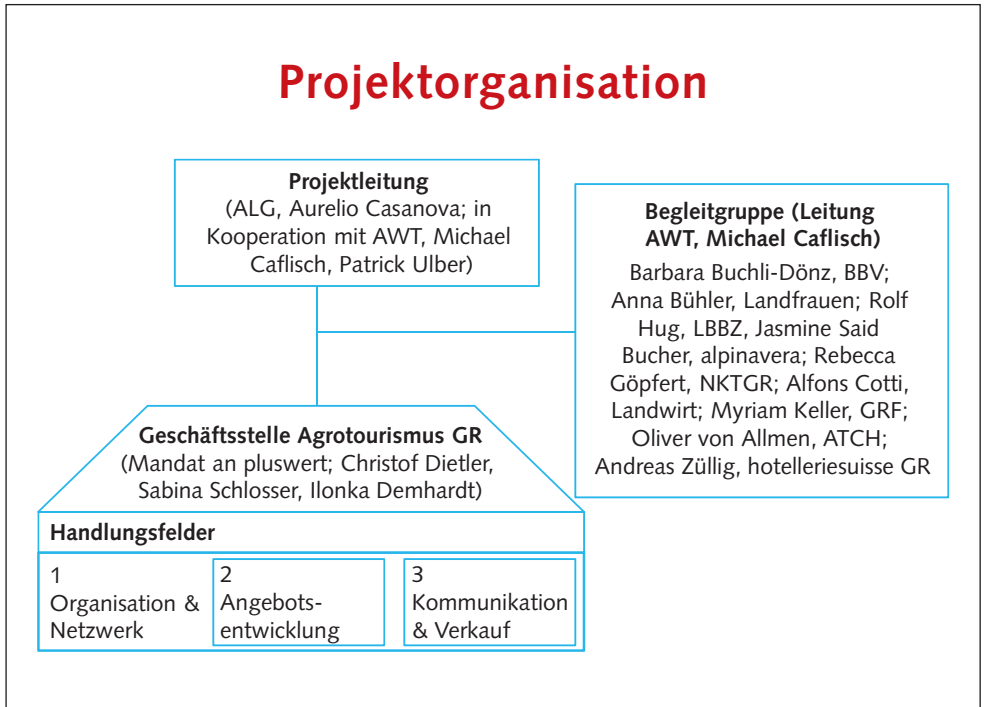 Projektorganisation
Projektleitung
(ALG, Aurelio Casanova; in
Kooperation mit AWT, Michael
Caflisch, Patrick Ulber)
Begleitgruppe (Leitung
AWT, Michael Caflisch)
Barbara Buchli-Dönz, BBV;
Anna Bühler, Landfrauen; Rolf
Hug, LBBZ, Jasmine Said
Bucher, alpinavera; Rebecca
Göpfert, NKTGR; Alfons Cotti,
Landwirt; Myriam Keller, GRF;
Oliver von Allmen, ATCH;
Andreas Züllig, hotelleriesuisse GR
Geschäftsstelle Agrotourismus GR
(Mandat an pluswert; Christof Dietler,
Sabina Schlosser, Ilonka Demhardt)
Handlungsfelder
1
Organisation &
Netzwerk
2
Angebots-
entwicklung
3
Kommunikation
& Verkauf